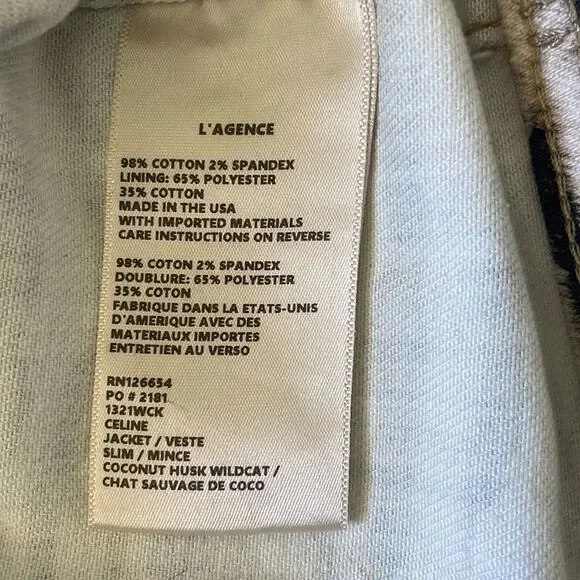 L'AGENCE
98% COTTON 2% SPANDEX
LINING: 65% POLYESTER
35% COTTON
MADE IN THE USA
WITH IMPORTED MATERIALS
CARE INSTRUCTIONS ON REVERSE
98% COTON 2% SPANDEX
DOUBLURE: 65% POLYESTER
35% COTON
FABRIQUE DANS LA ETATS-UNIS
D'AMERIQUE AVEC DES
MATERIAUX IMPORTES
ENTRETIEN AU VERSO
RN126654
PO # 2181
1321WCK
CELINE
JACKET / VESTE
SLIM / MINCE
COCONUT HUSK WILDCAT /
CHAT SAUVAGE DE COCO